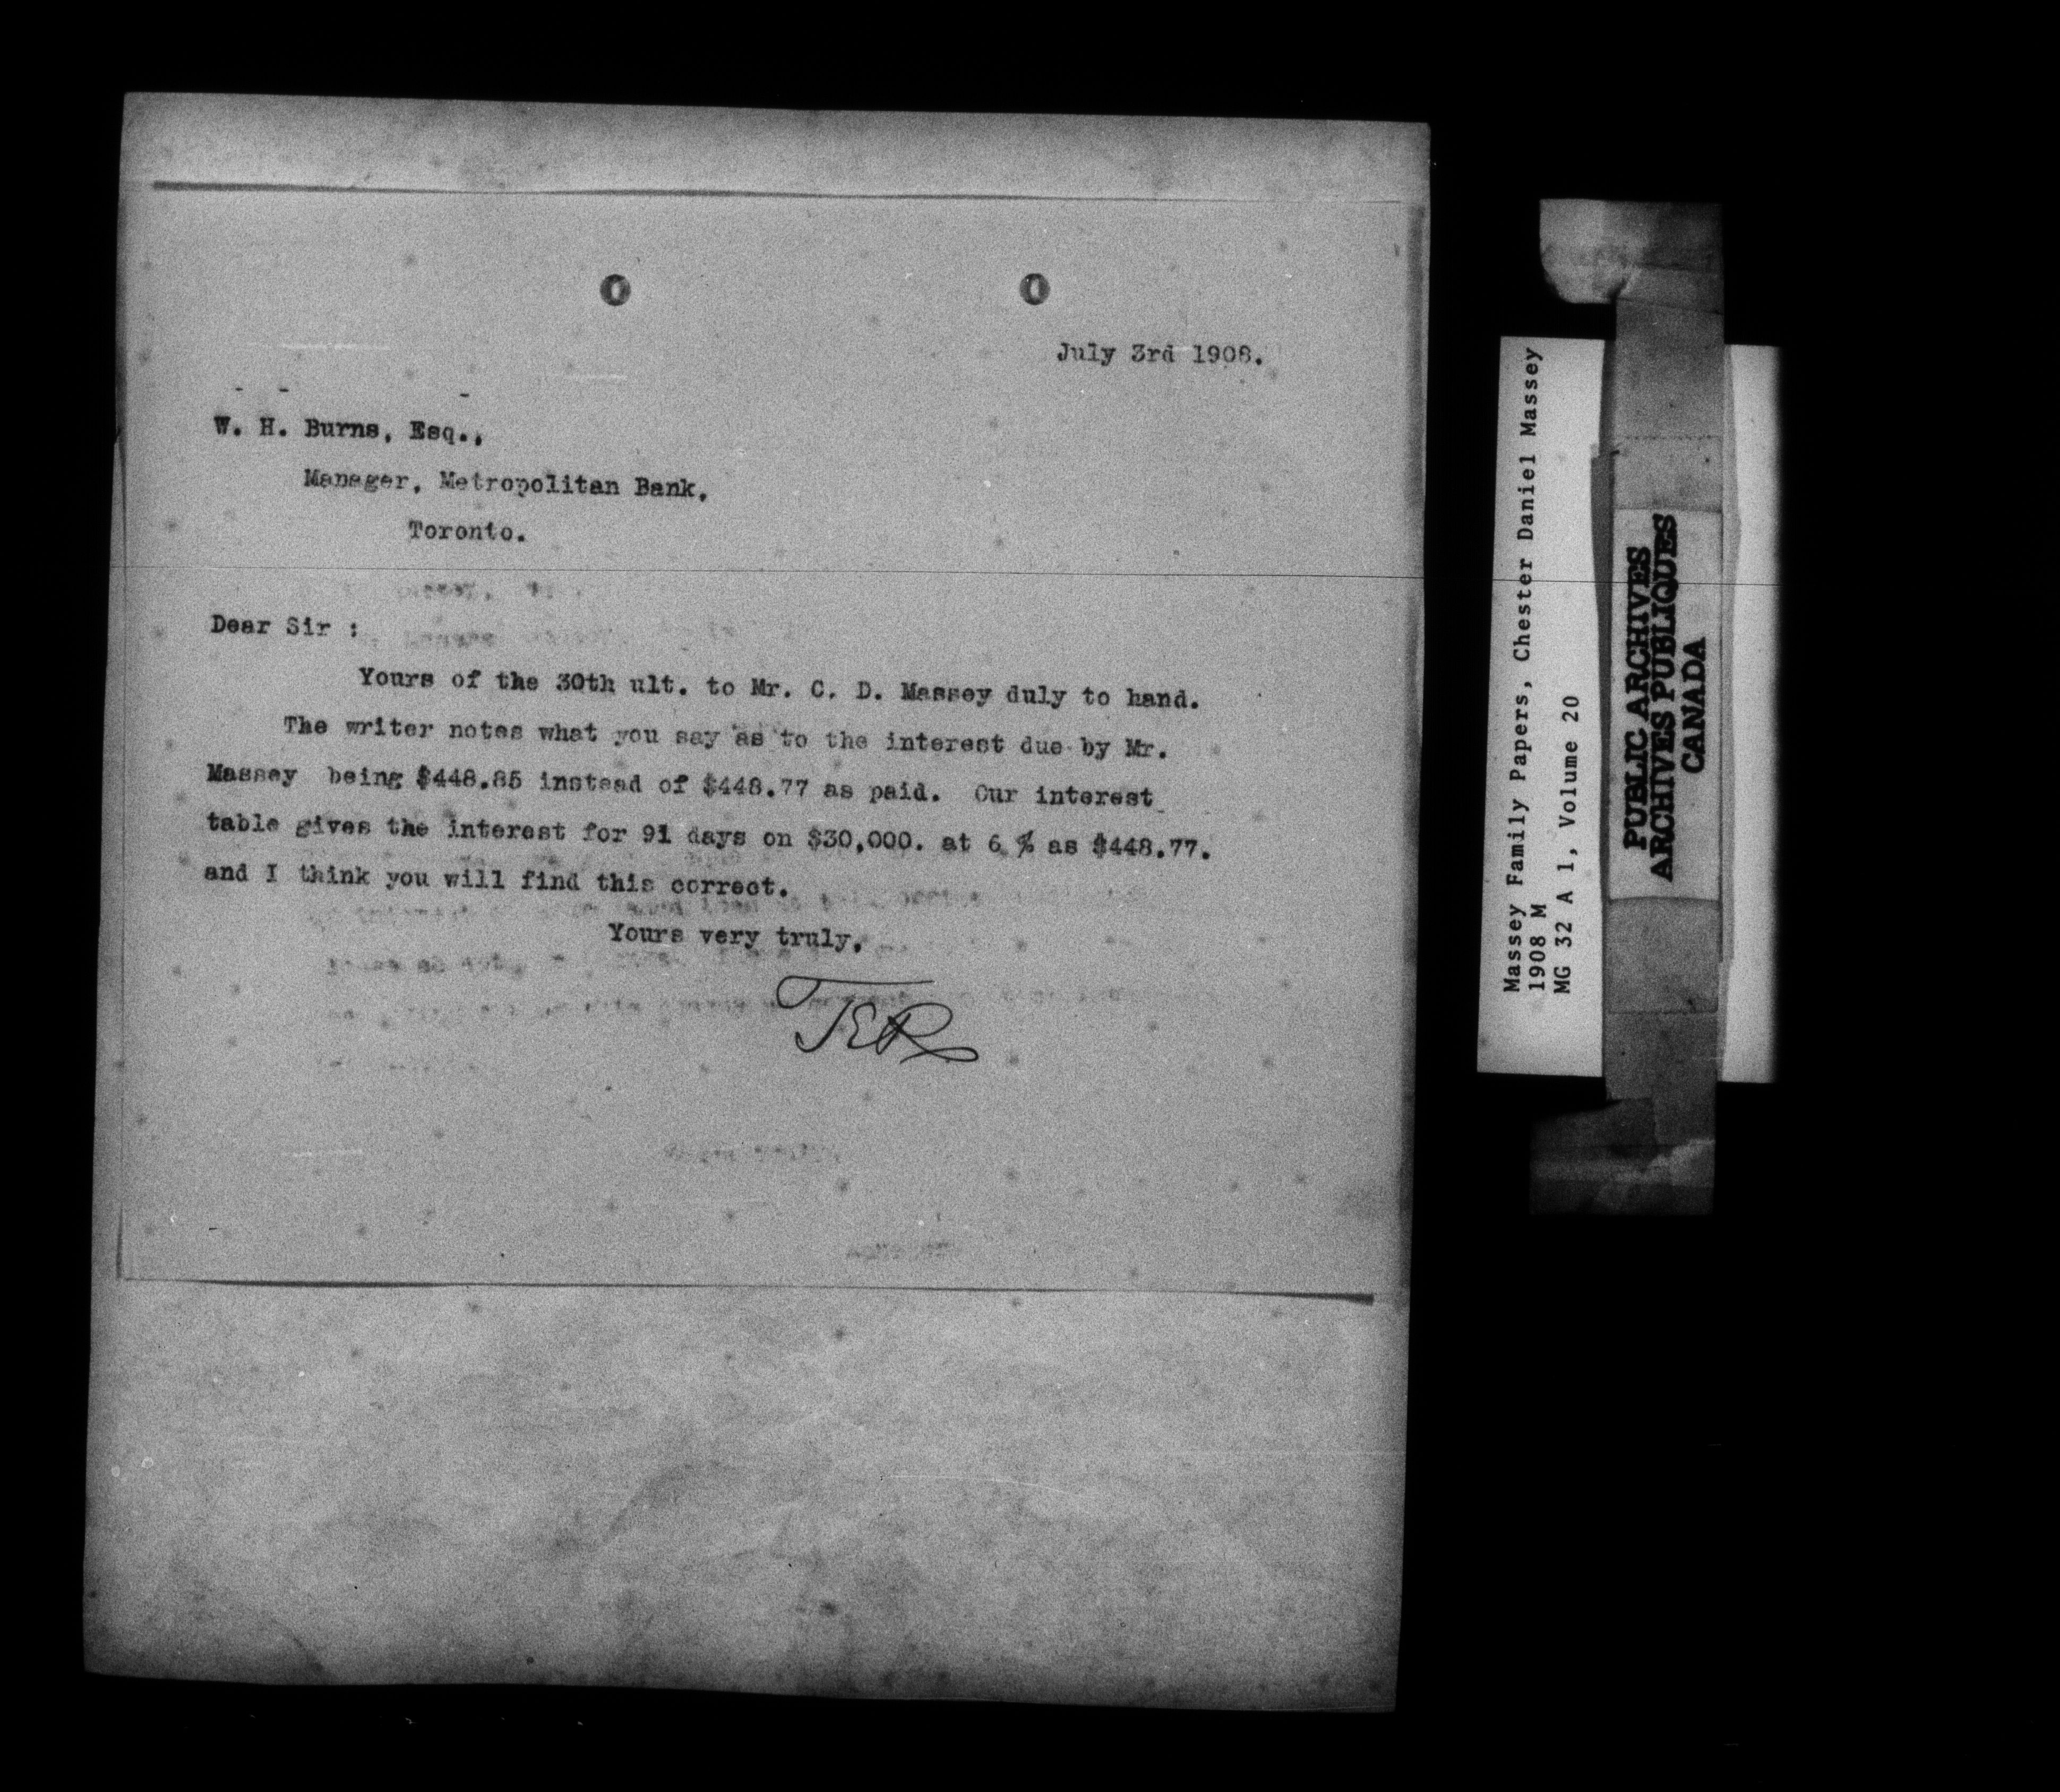 July 3rd 1908.
W. H. Burns, Esq.,
Manager, Metropolitan Bank,
Toronto.
Dear Sir :
Yours of the 30th ult. to Mr. C. D. Massey duly to hand.
The writer notes what you say as to the interest due by Mr.
Massey being $448.85 instead of $448.77 as paid. Our interest
table gives the interest for 91 days on $30,000. at 6 % as $448.77.
and I think you will find this correct.
Yours very truly,
TER
Massey Family Papers, Chester Daniel Massey
1908 M
MG 32 A 1, Volume 20
PUBLIC ARCHIVES
ARCHIVES PUBLIQUES
CANADA